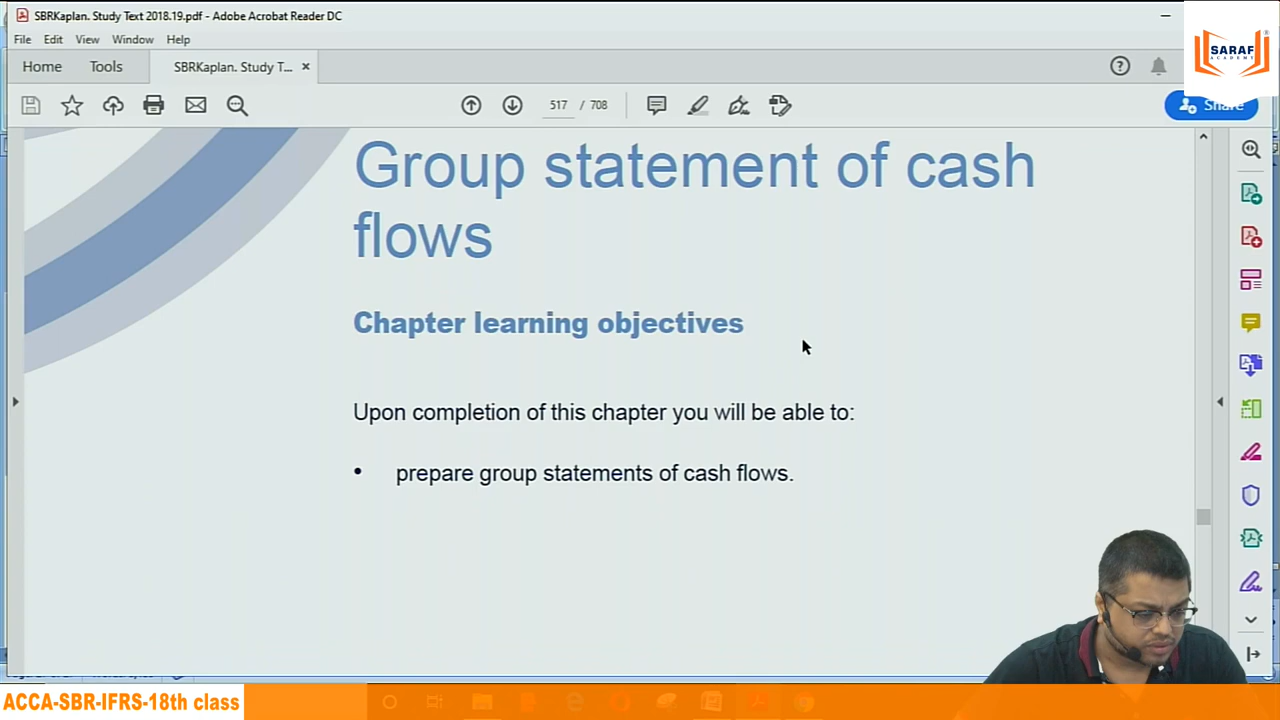 SBRKaplan. Study Text 2018.19.pdf - Adobe Acrobat Reader DC
File Edit View Window Help
SARAF
ACADEMY
Home Tools SBRKaplan. Study T... ×
517 / 708
Share
Group statement of cash
flows
Chapter learning objectives
Upon completion of this chapter you will be able to:
• prepare group statements of cash flows.
ACCA-SBR-IFRS-18th class